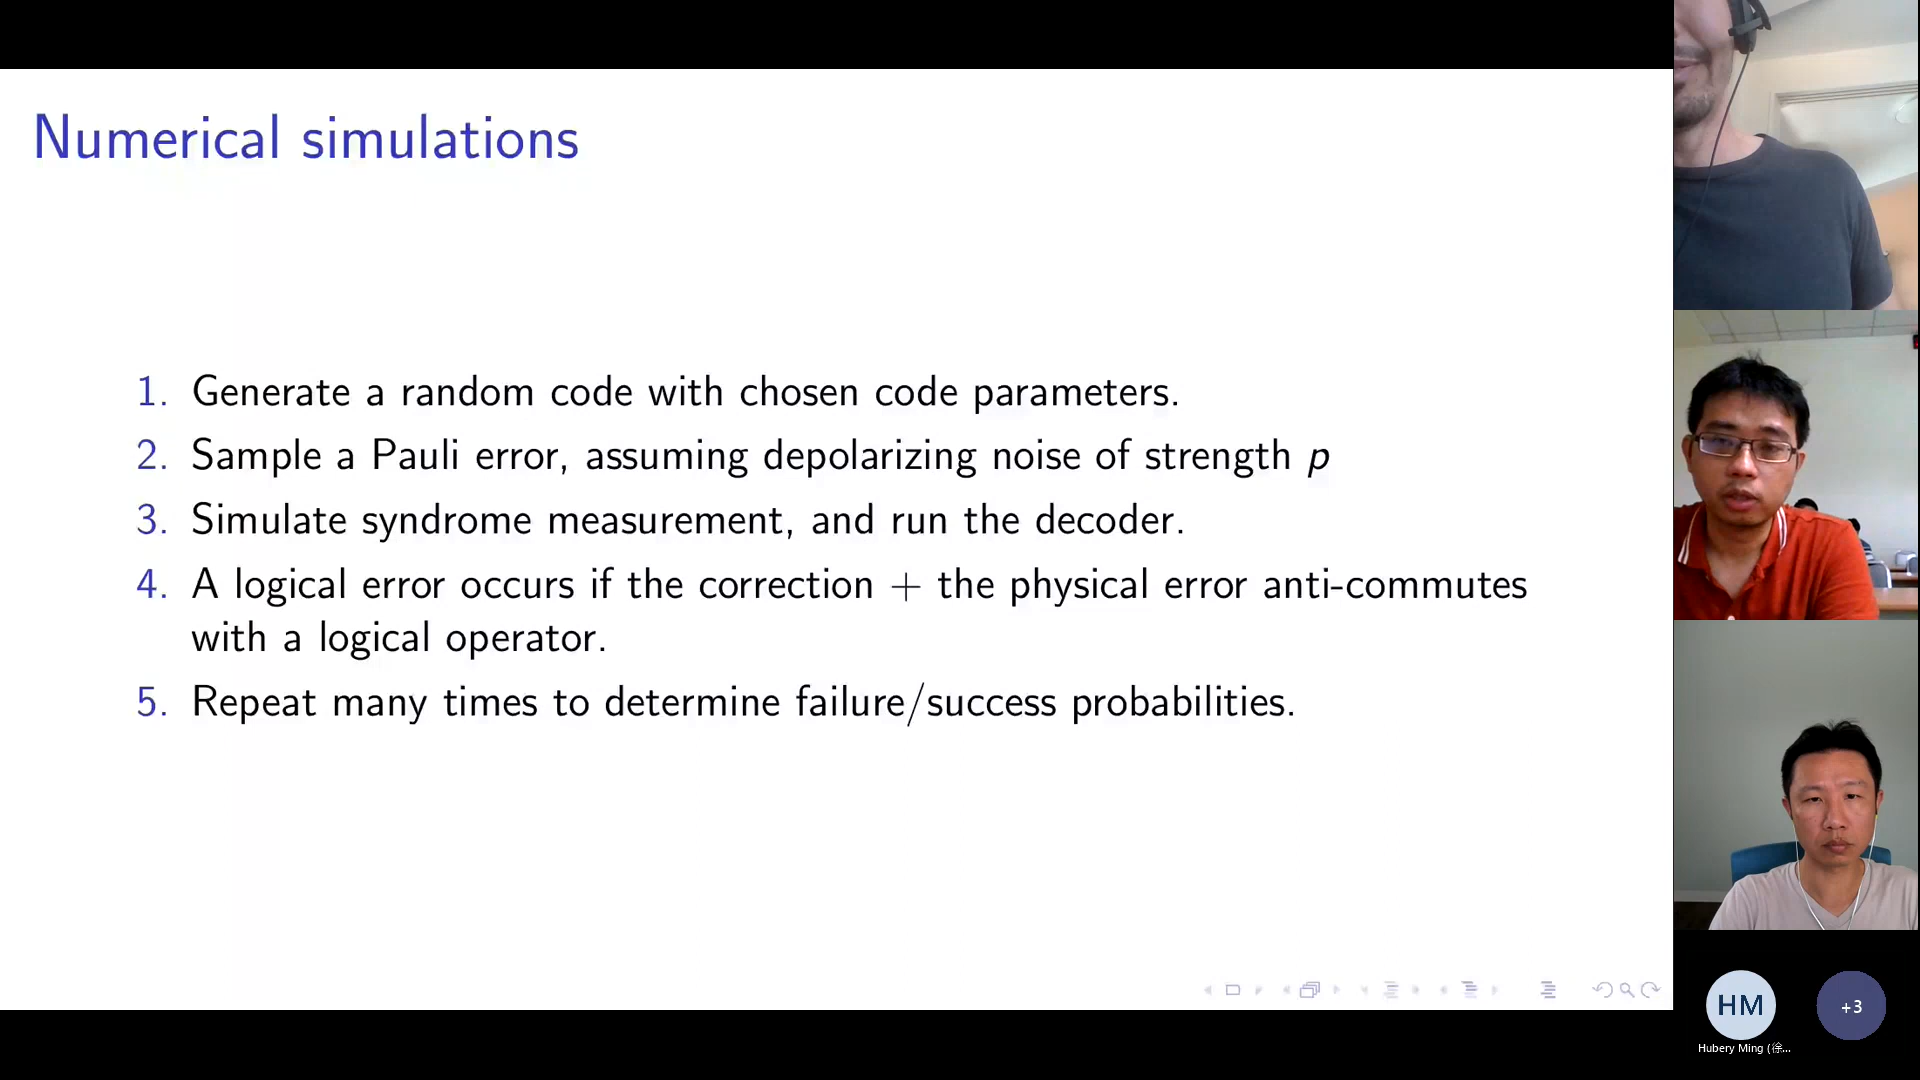 Numerical simulations
1. Generate a random code with chosen code parameters.
2. Sample a Pauli error, assuming depolarizing noise of strength p
3. Simulate syndrome measurement, and run the decoder.
4. A logical error occurs if the correction + the physical error anti-commutes
with a logical operator.
5. Repeat many times to determine failure/success probabilities.
HM
+3
Hubery Ming (徐...